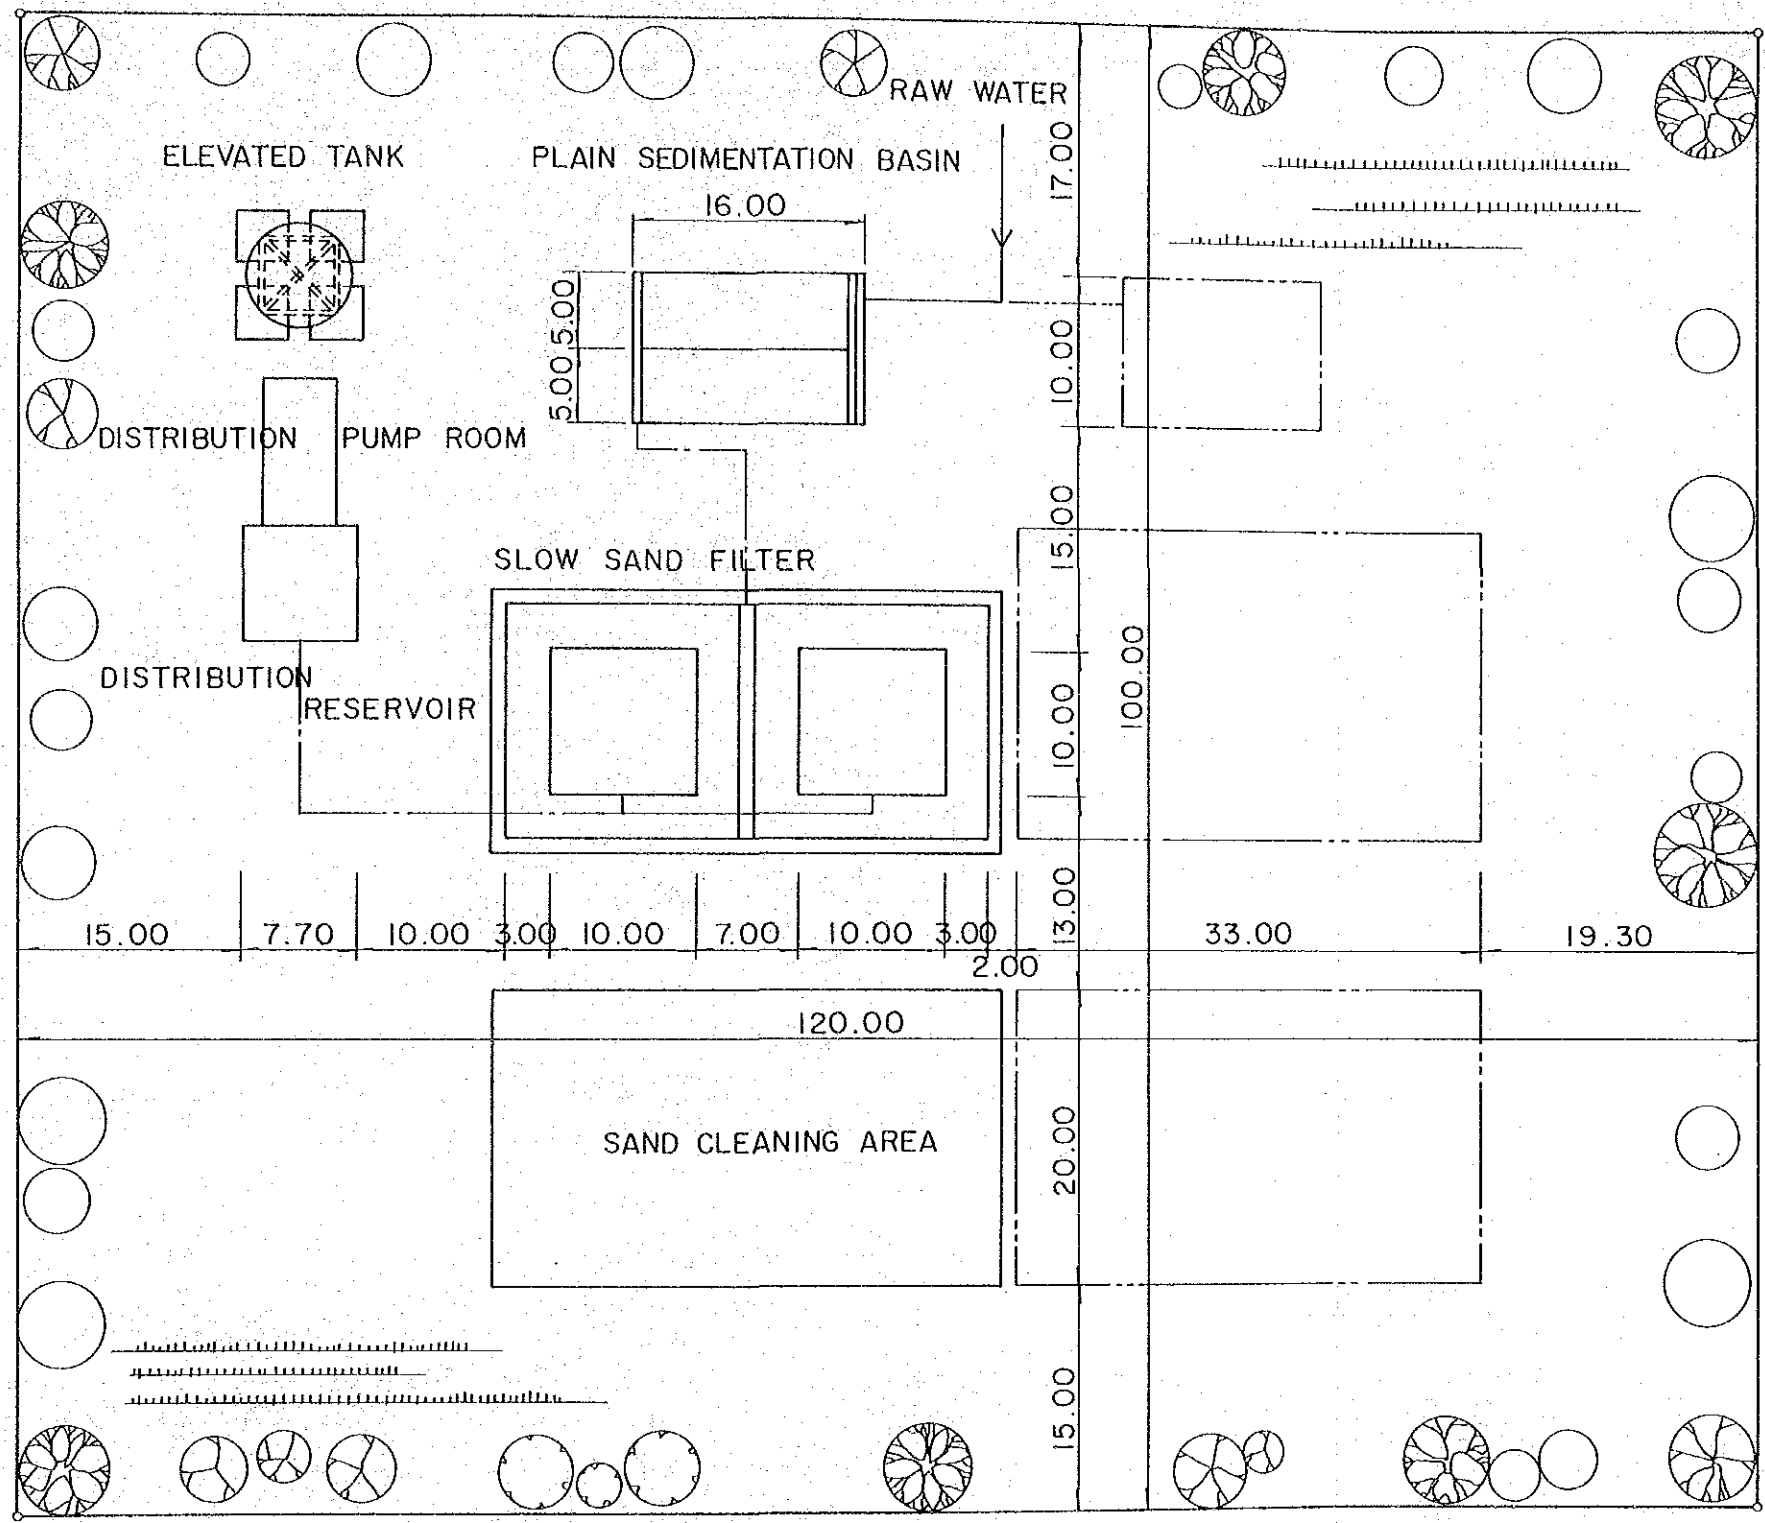 RAW WATER
ELEVATED TANK
PLAIN SEDIMENTATION BASIN
17.00
16.00
5.00
5.00
10.00
DISTRIBUTION PUMP ROOM
15.00
SLOW SAND FILTER
DISTRIBUTION
RESERVOIR
10.00
100.00
13.00
15.00 7.70 10.00 3.00 10.00 7.00 10.00 3.00 33.00 19.30
2.00
120.00
SAND CLEANING AREA
20.00
15.00